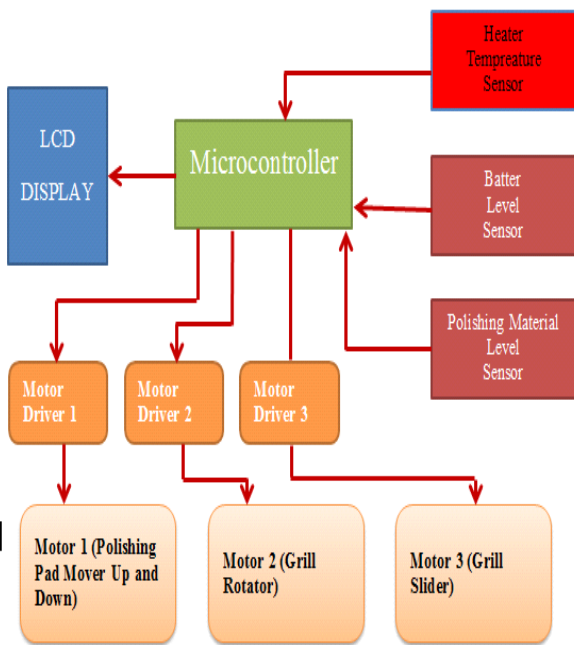 Heater
Tempreature
Sensor
LCD
DISPLAY
Microcontroller
Batter
Level
Sensor
Polishing Material
Level
Sensor
Motor
Driver 1
Motor
Driver 2
Motor
Driver 3
Motor 1 (Polishing
Pad Mover Up and
Down)
Motor 2 (Grill
Rotator)
Motor 3 (Grill
Slider)